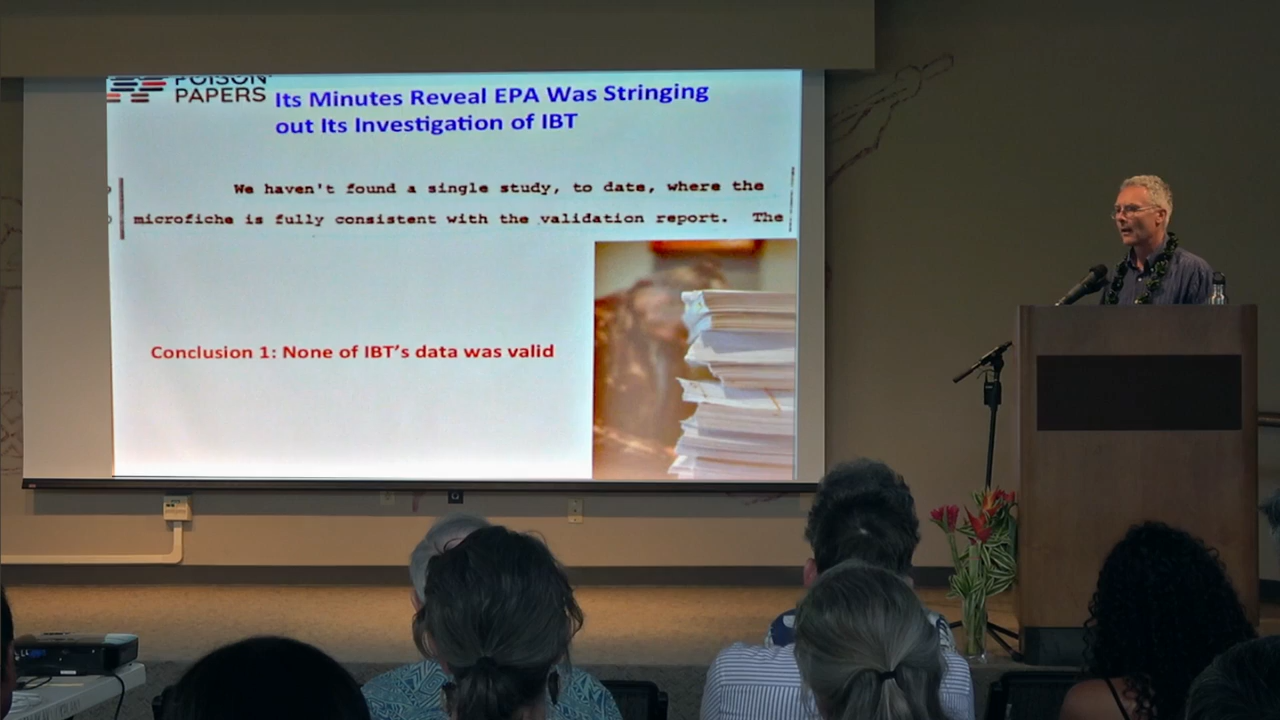 POISON
PAPERS
Its Minutes Reveal EPA Was Stringing
out Its Investigation of IBT
We haven't found a single study, to date, where the
microfiche is fully consistent with the validation report. The
Conclusion 1: None of IBT's data was valid